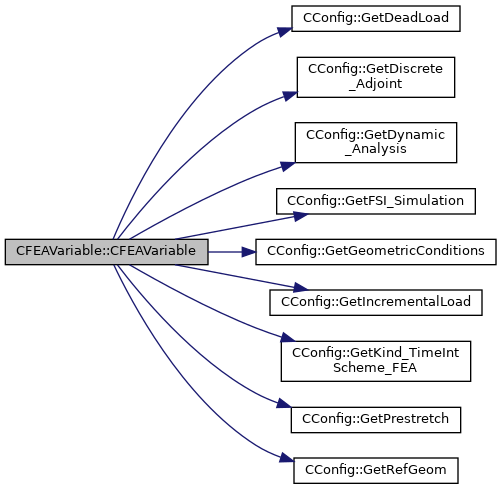 CConfig::GetDeadLoad
CConfig::GetDiscrete
_Adjoint
CConfig::GetDynamic
_Analysis
CConfig::GetFSI_Simulation
CFEAVariable::CFEAVariable
CConfig::GetGeometricConditions
CConfig::GetIncrementalLoad
CConfig::GetKind_TimeInt
Scheme_FEA
CConfig::GetPrestretch
CConfig::GetRefGeom